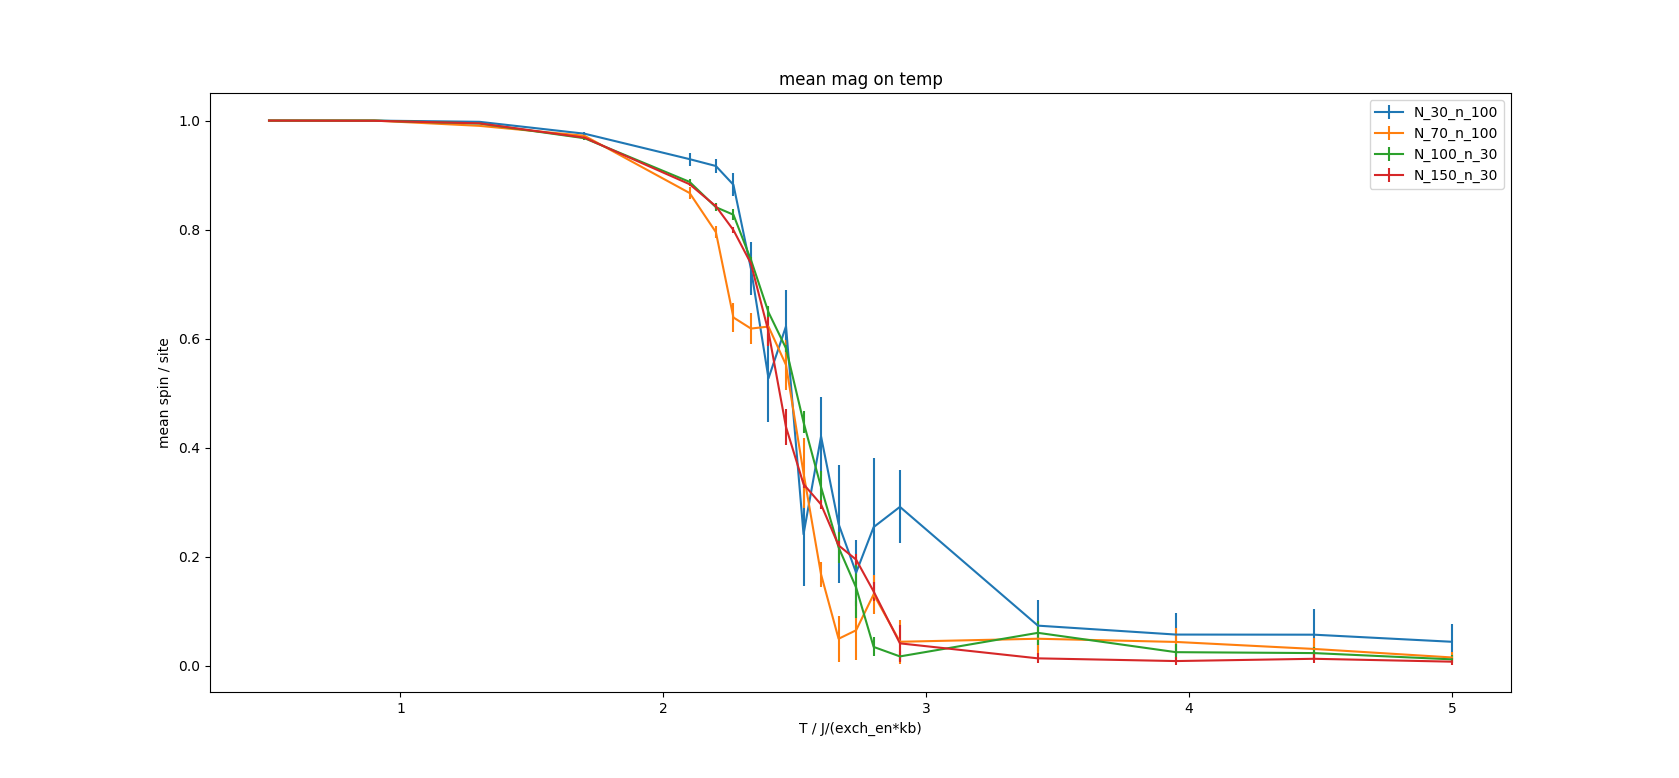 mean mag on temp
N_30_n_100
N_70_n_100
N_100_n_30
N_150_n_30
mean spin / site
1.0
0.8
0.6
0.4
0.2
0.0
1 2 3 4 5
T / J/(exch_en*kb)